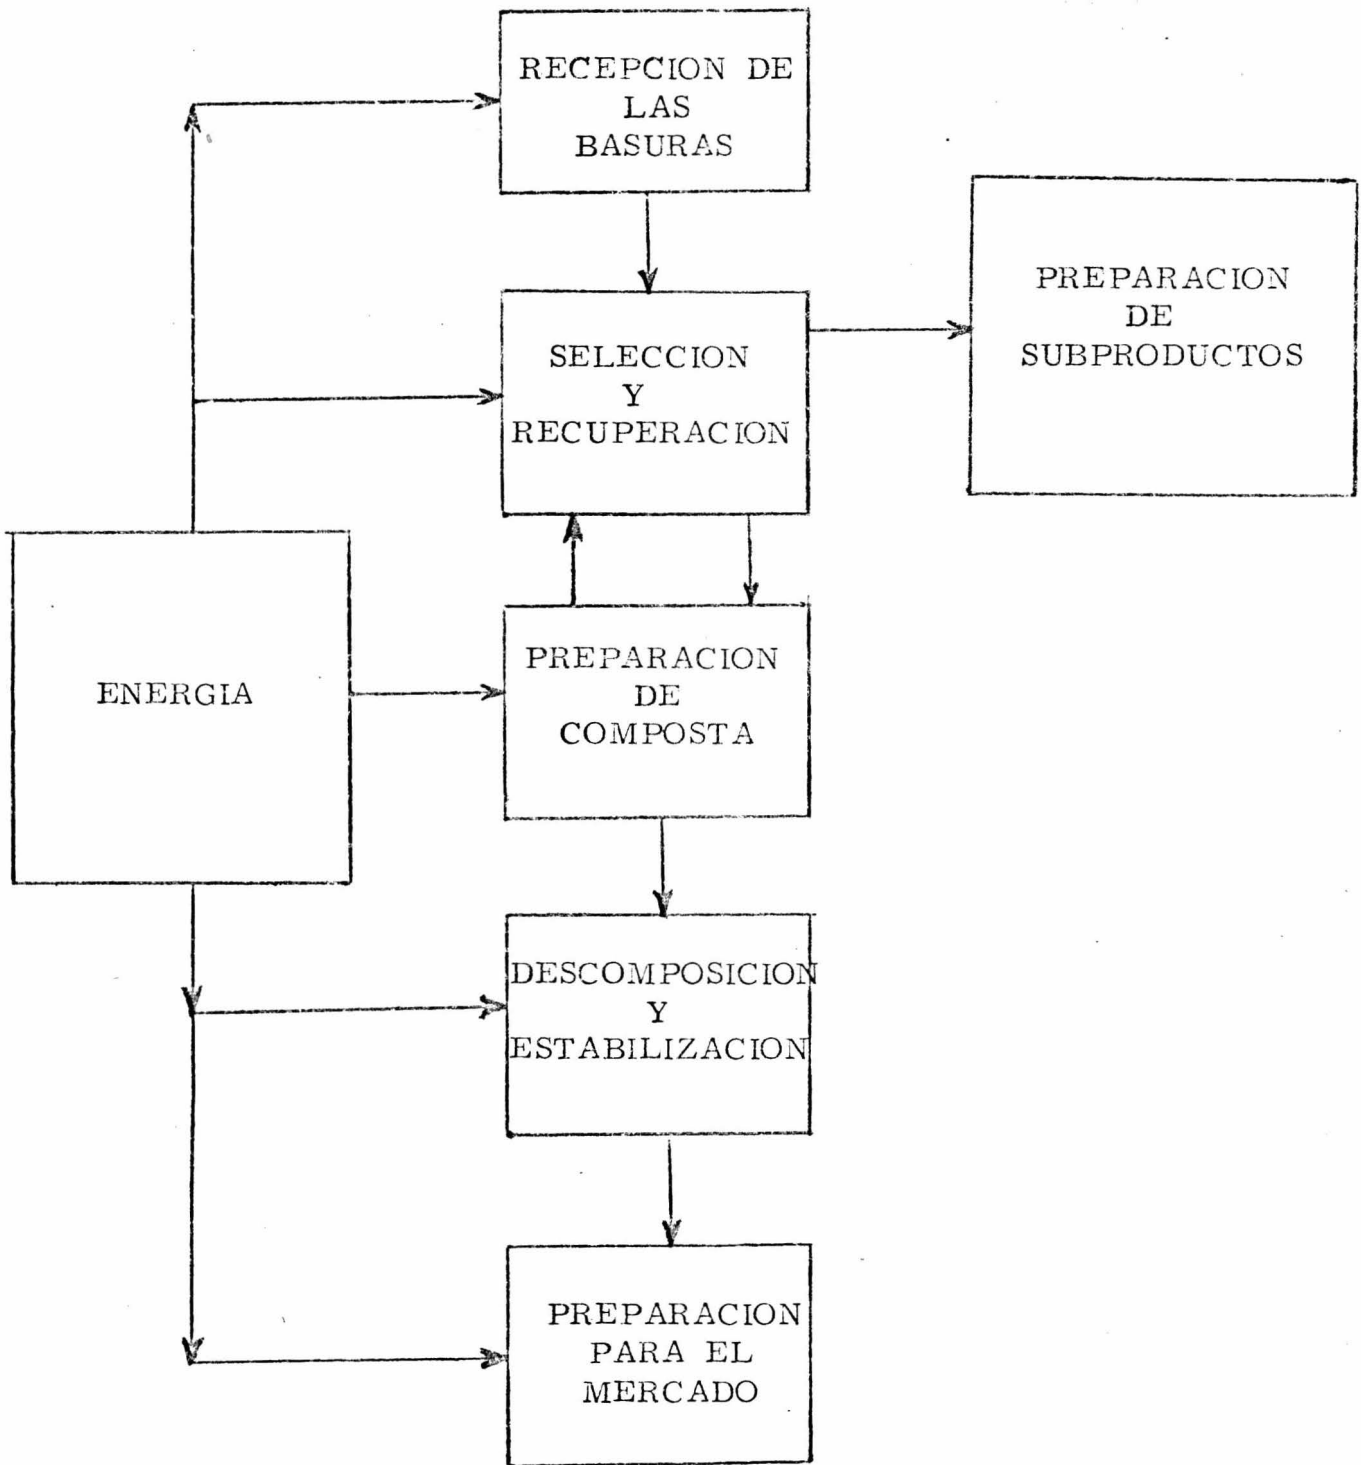 RECEPCION DE
LAS
BASURAS
PREPARACION
DE
SUBPRODUCTOS
SELECCION
Y
RECUPERACION
ENERGIA
PREPARACION
DE
COMPOSTA
DESCOMPOSICION
Y
ESTABILIZACION
PREPARACION
PARA EL
MERCADO